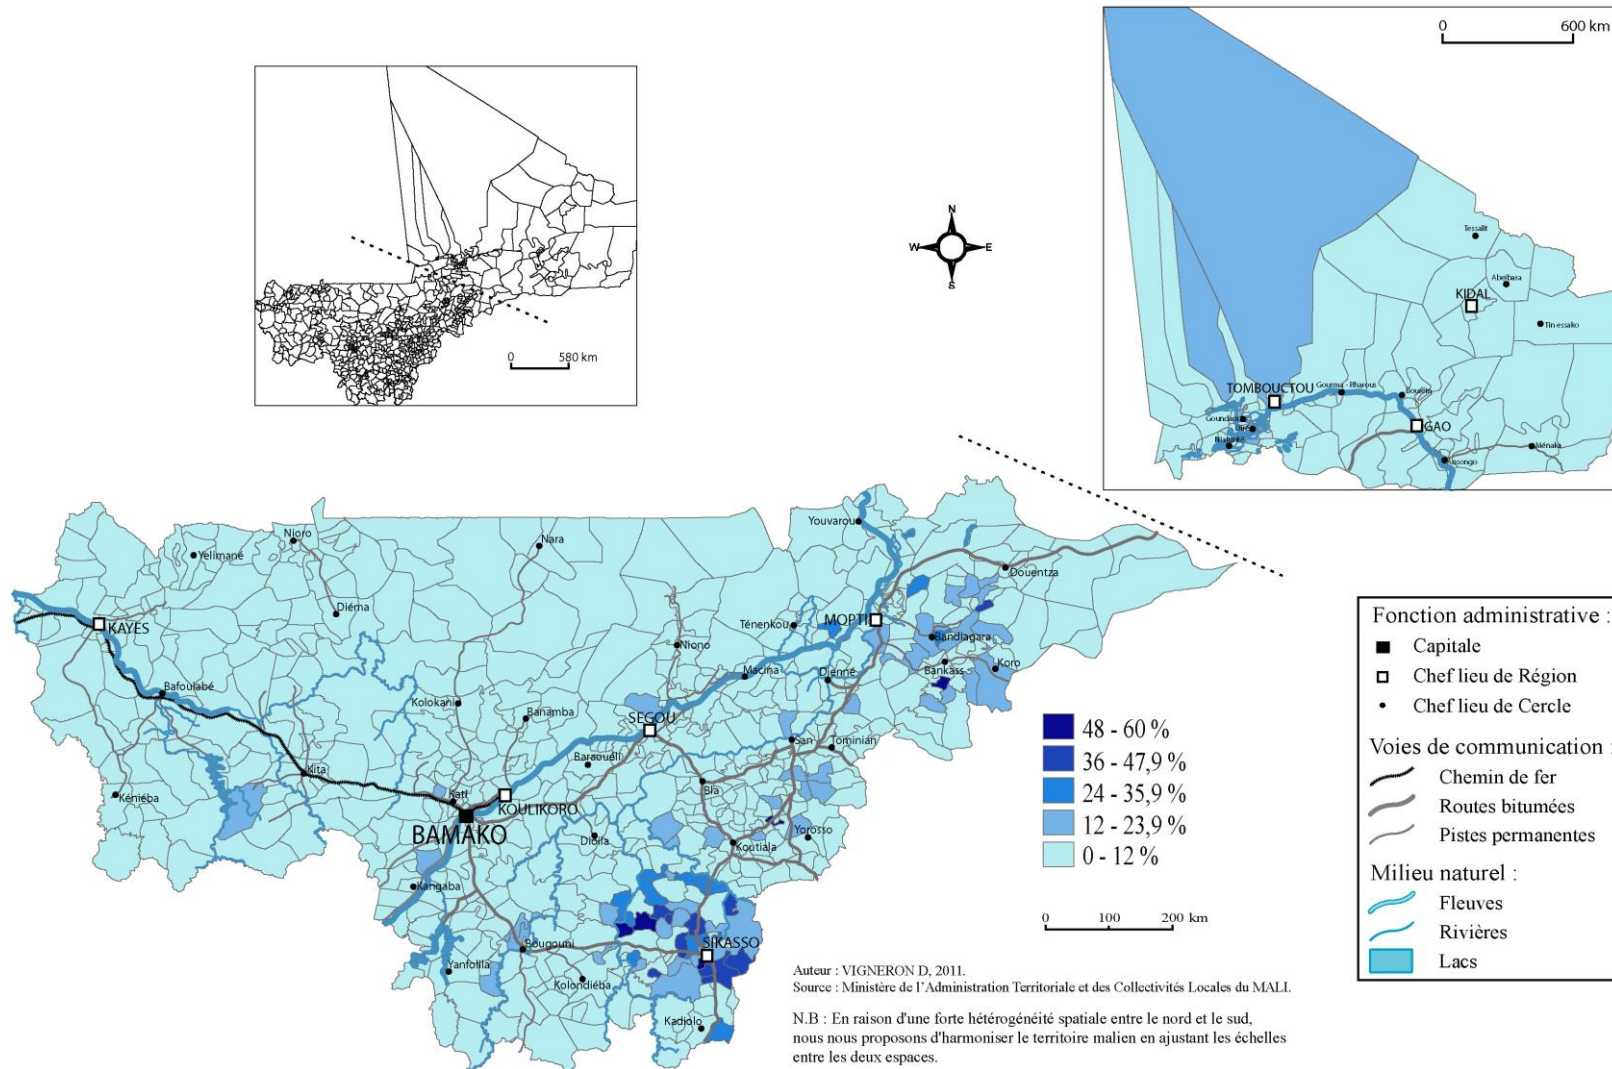 0 600 km
Tessalit
Abeibara
KIDAL
Tin essako
TOMBOUCTOU
Gourma - Rharous
Bourem
Goundam
Diré
Niafunké
GAO
Ménaka
Ansongo
N
W E
S
0 580 km
Youvarou
Nioro
Yelimané
Nara
Douentza
Diéma
KAYES
Ténenkou
MOPTI
Bandiagara
Niono
Koro
Bankass
Macina
Djenné
Bafoulabé
Kolokani
Banamba
SEGOU
San
Tominian
Baraouéli
Kita
Bla
Kéniéba
Kati
KOULIKORO
BAMAKO
Yorosso
Dioila
Koutiala
Kangaba
Bougouni
SIKASSO
Yanfolila
Kolondiéba
Kadiolo
48 - 60 %
36 - 47,9 %
24 - 35,9 %
12 - 23,9 %
0 - 12 %
0 100 200 km
Fonction administrative :
Capitale
Chef lieu de Région
Chef lieu de Cercle
Voies de communication :
Chemin de fer
Routes bitumées
Pistes permanentes
Milieu naturel :
Fleuves
Rivières
Lacs
Auteur : VIGNERON D, 2011.
Source : Ministère de l'Administration Territoriale et des Collectivités Locales du MALI.
N.B : En raison d'une forte hétérogénéité spatiale entre le nord et le sud,
nous nous proposons d'harmoniser le territoire malien en ajustant les échelles
entre les deux espaces.